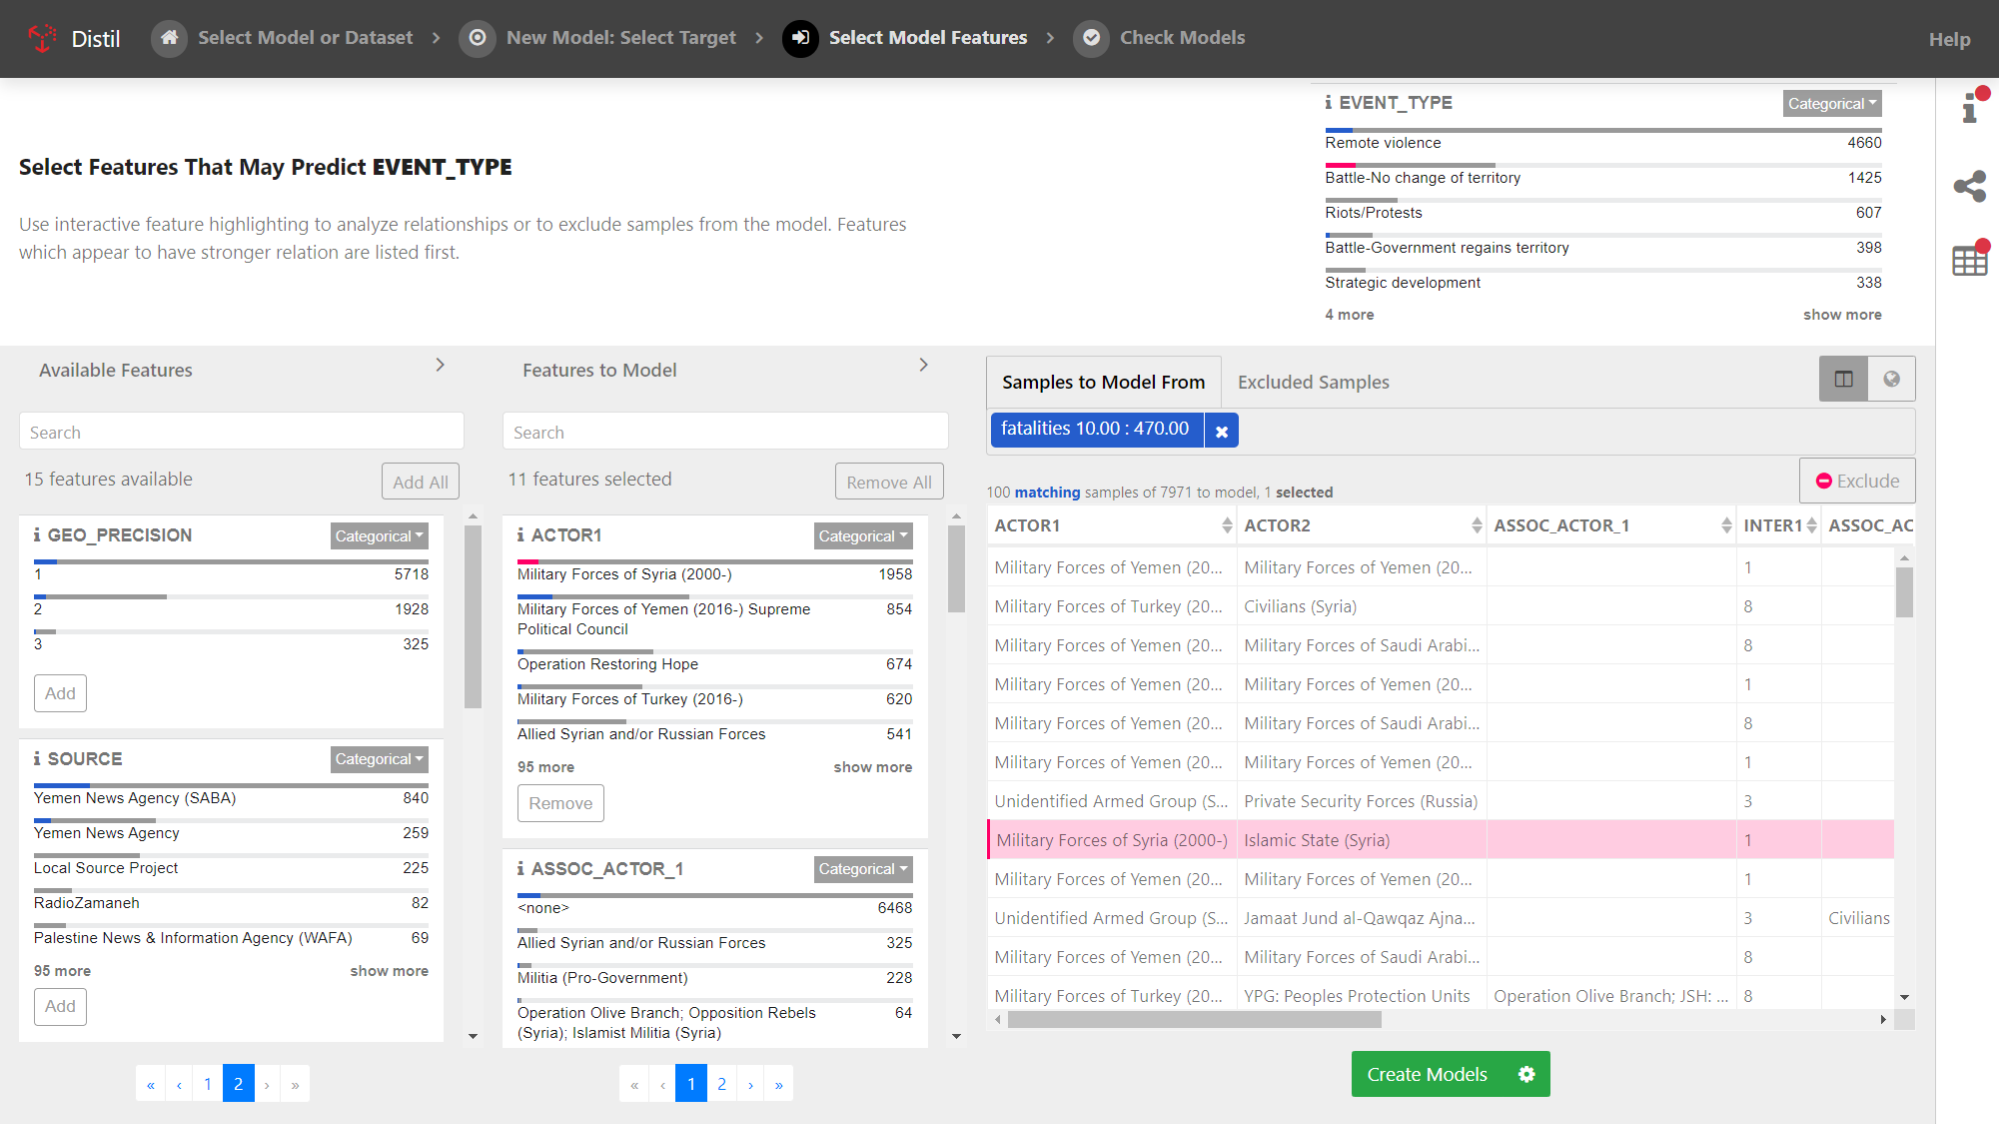 Distil
Select Model or Dataset
New Model: Select Target
Select Model Features
Check Models
Help
Select Features That May Predict EVENT_TYPE
Use interactive feature highlighting to analyze relationships or to exclude samples from the model. Features
which appear to have stronger relation are listed first.
EVENT_TYPE
Categorical
Remote violence 4660
Battle-No change of territory 1425
Riots/Protests 607
Battle-Government regains territory 398
Strategic development 338
4 more show more
Available Features
Search
15 features available
Add All
GEO_PRECISION
Categorical
1 5718
2 1928
3 325
Add
SOURCE
Categorical
Yemen News Agency (SABA) 840
Yemen News Agency 259
Local Source Project 225
RadioZamaneh 82
Palestine News & Information Agency (WAFA) 69
95 more show more
Add
« ‹ 1 2 › »
Features to Model
Search
11 features selected
Remove All
ACTOR1
Categorical
Military Forces of Syria (2000-) 1958
Military Forces of Yemen (2016-) Supreme 854
Political Council
Operation Restoring Hope 674
Military Forces of Turkey (2016-) 620
Allied Syrian and/or Russian Forces 541
95 more show more
Remove
ASSOC_ACTOR_1
Categorical
<none> 6468
Allied Syrian and/or Russian Forces 325
Militia (Pro-Government) 228
Operation Olive Branch; Opposition Rebels 64
(Syria); Islamist Militia (Syria)
« ‹ 1 2 › »
Samples to Model From
Excluded Samples
fatalities 10.00 : 470.00
Exclude
100 matching samples of 7971 to model, 1 selected
ACTOR1 ACTOR2 ASSOC_ACTOR_1 INTER1 ASSOC_AC
Military Forces of Yemen (20... Military Forces of Yemen (20... 1
Military Forces of Turkey (20... Civilians (Syria) 8
Military Forces of Yemen (20... Military Forces of Saudi Arabi... 8
Military Forces of Yemen (20... Military Forces of Yemen (20... 1
Military Forces of Yemen (20... Military Forces of Saudi Arabi... 8
Military Forces of Yemen (20... Military Forces of Yemen (20... 1
Unidentified Armed Group (S... Private Security Forces (Russia) 3
Military Forces of Syria (2000-) Islamic State (Syria) 1
Military Forces of Yemen (20... Military Forces of Yemen (20... 1
Unidentified Armed Group (S... Jamaat Jund al-Qawqaz Ajna... 3 Civilians
Military Forces of Yemen (20... Military Forces of Saudi Arabi... 8
Military Forces of Turkey (20... YPG: Peoples Protection Units Operation Olive Branch; JSH: ... 8
Create Models